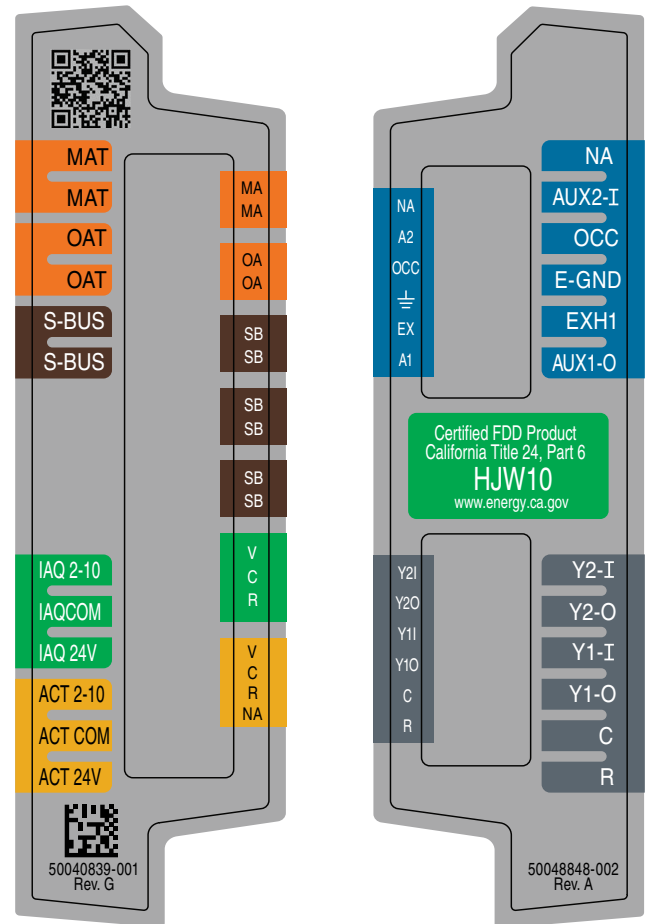 MAT
MAT
OAT
OAT
S-BUS
S-BUS
IAQ 2-10
IAQCOM
IAQ 24V
ACT 2-10
ACT COM
ACT 24V
MA
MA
OA
OA
SB
SB
SB
SB
SB
SB
V
C
R
V
C
R
NA
50040839-001
Rev. G
NA
A2
OCC
EX
A1
NA
AUX2-I
OCC
E-GND
EXH1
AUX1-O
Certified FDD Product
California Title 24, Part 6
HJW10
www.energy.ca.gov
Y2I
Y2O
Y1I
Y1O
C
R
Y2-I
Y2-O
Y1-I
Y1-O
C
R
50048848-002
Rev. A